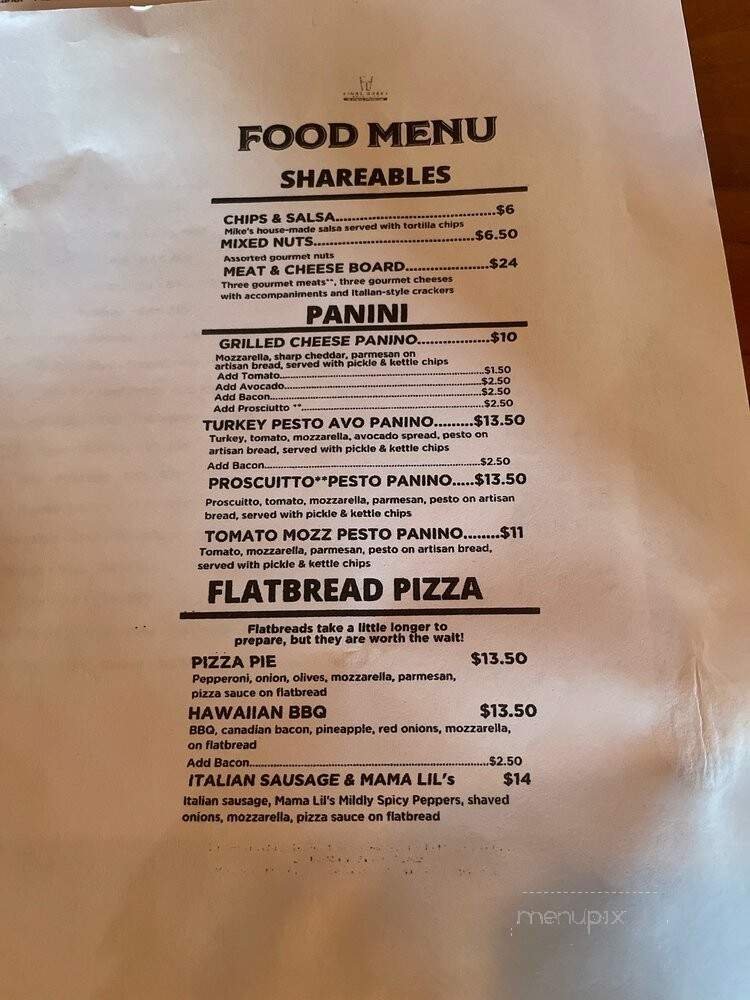 FOOD MENU
SHAREABLES
CHIPS & SALSA................................................$6
Mike's house-made salsa served with tortilla chips
MIXED NUTS................................................$6.50
Assorted gourmet nuts
MEAT & CHEESE BOARD.........................$24
Three gourmet meats**, three gourmet cheeses
with accompaniments and Italian-style crackers
PANINI
GRILLED CHEESE PANINO..................$10
Mozzarella, sharp cheddar, parmesan on
artisan bread, served with pickle & kettle chips
Add Tomato................................................$1.50
Add Avocado................................................$2.50
Add Bacon................................................$2.50
Add Prosciutto **................................................$2.50
TURKEY PESTO AVO PANINO.........$13.50
Turkey, tomato, mozzarella, avocado spread, pesto on
artisan bread, served with pickle & kettle chips
Add Bacon................................................$2.50
PROSCUITTO**PESTO PANINO.....$13.50
Proscuitto, tomato, mozzarella, parmesan, pesto on artisan
bread, served with pickle & kettle chips
TOMATO MOZZ PESTO PANINO........$11
Tomato, mozzarella, parmesan, pesto on artisan bread,
served with pickle & kettle chips
FLATBREAD PIZZA
Flatbreads take a little longer to
prepare, but they are worth the wait!
PIZZA PIE $13.50
Pepperoni, onion, olives, mozzarella, parmesan,
pizza sauce on flatbread
HAWAIIAN BBQ $13.50
BBQ, canadian bacon, pineapple, red onions, mozzarella,
on flatbread
Add Bacon................................................$2.50
ITALIAN SAUSAGE & MAMA LIL's $14
Italian sausage, Mama Lil's Mildly Spicy Peppers, shaved
onions, mozzarella, pizza sauce on flatbread
menupix